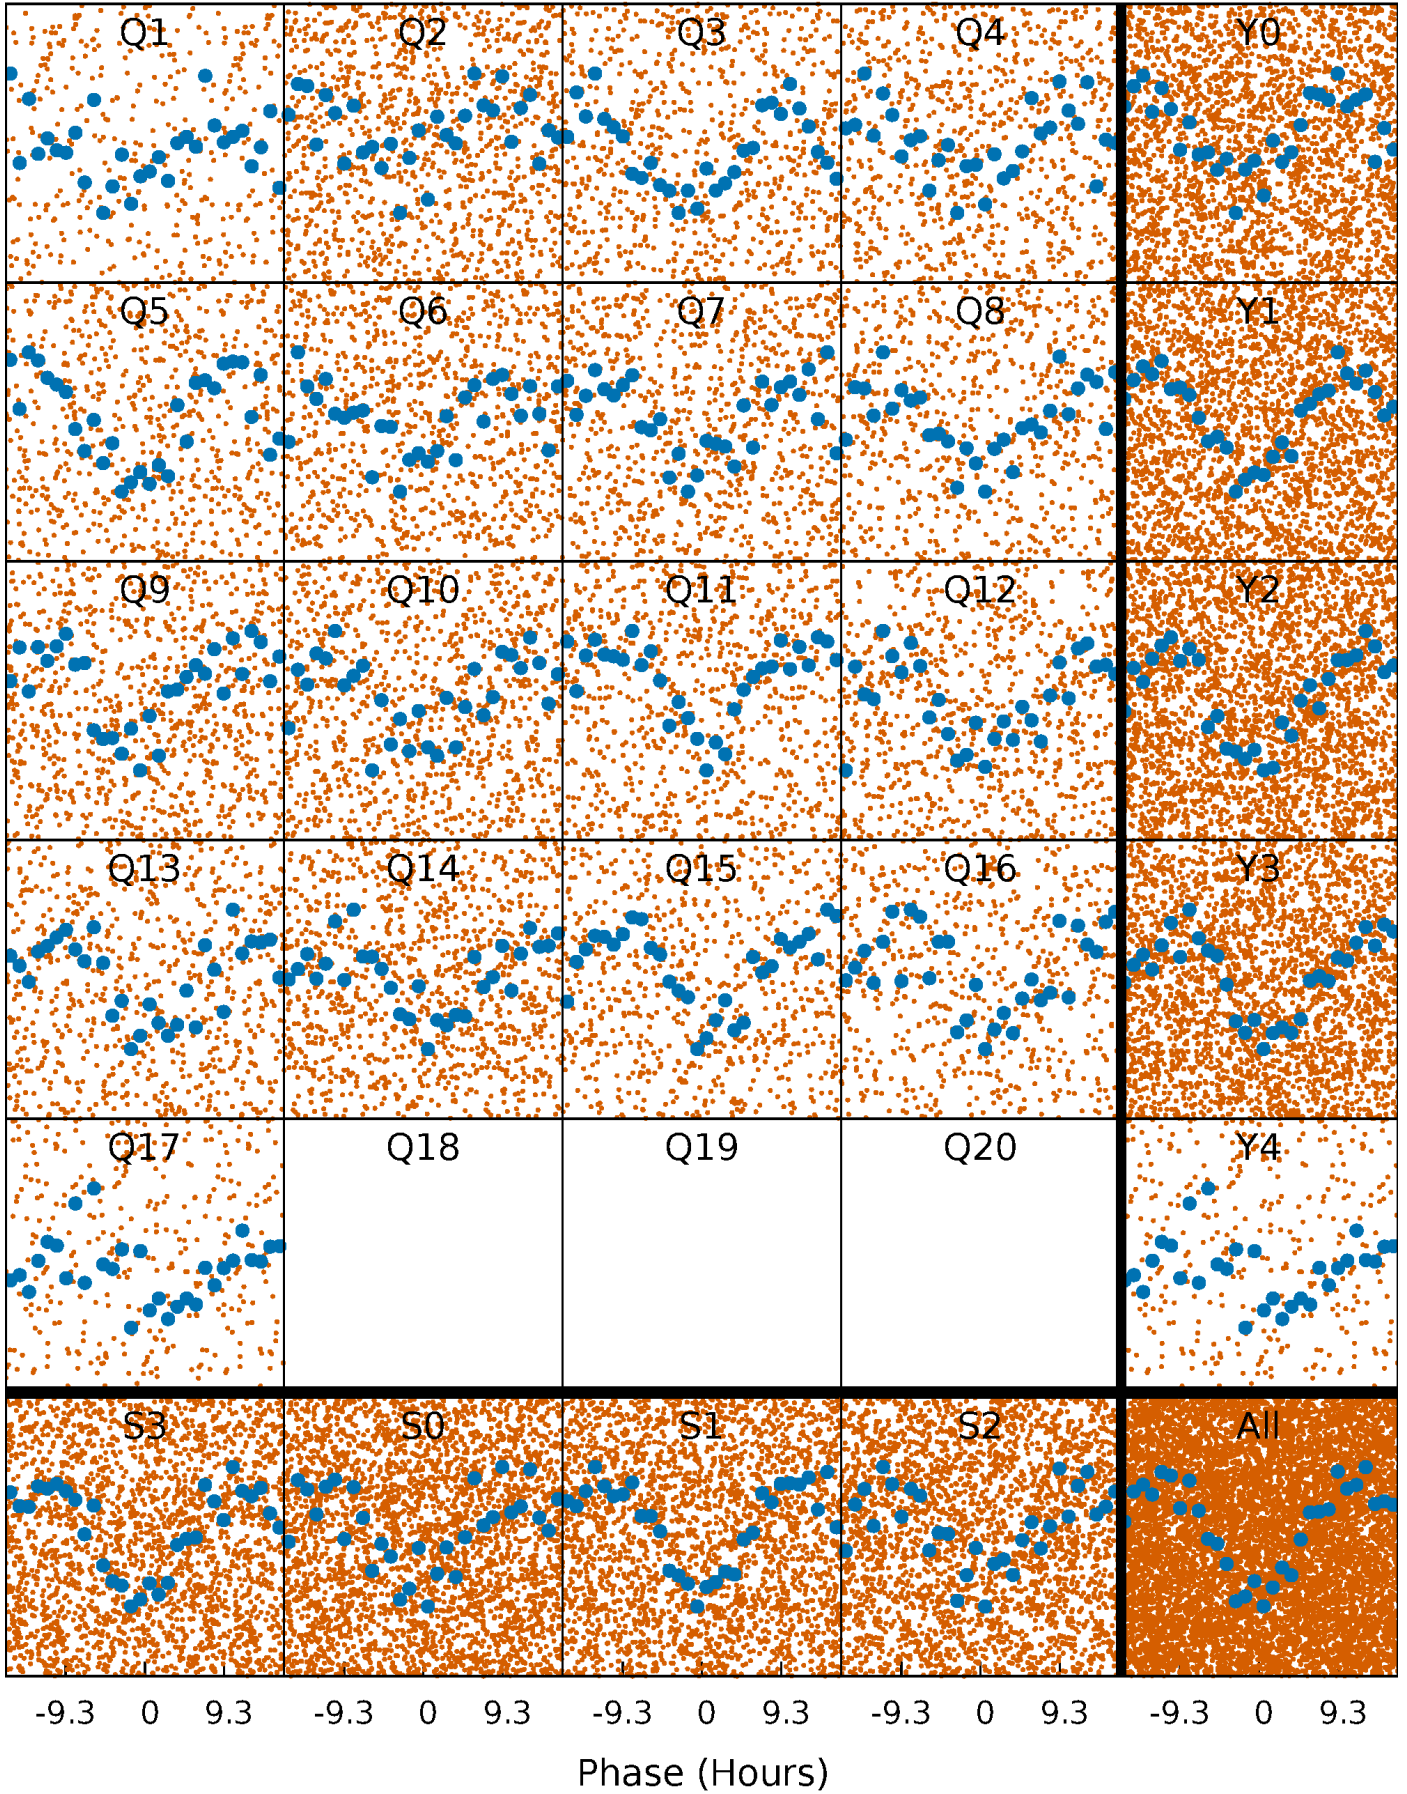 Q1 Q2 Q3 Q4 Y0
Q5 Q6 Q7 Q8 Y1
Q9 Q10 Q11 Q12 Y2
Q13 Q14 Q15 Q16 Y3
Q17 Q18 Q19 Q20 Y4
S3 S0 S1 S2 All
-9.3 0 9.3 -9.3 0 9.3 -9.3 0 9.3 -9.3 0 9.3 -9.3 0 9.3
Phase (Hours)